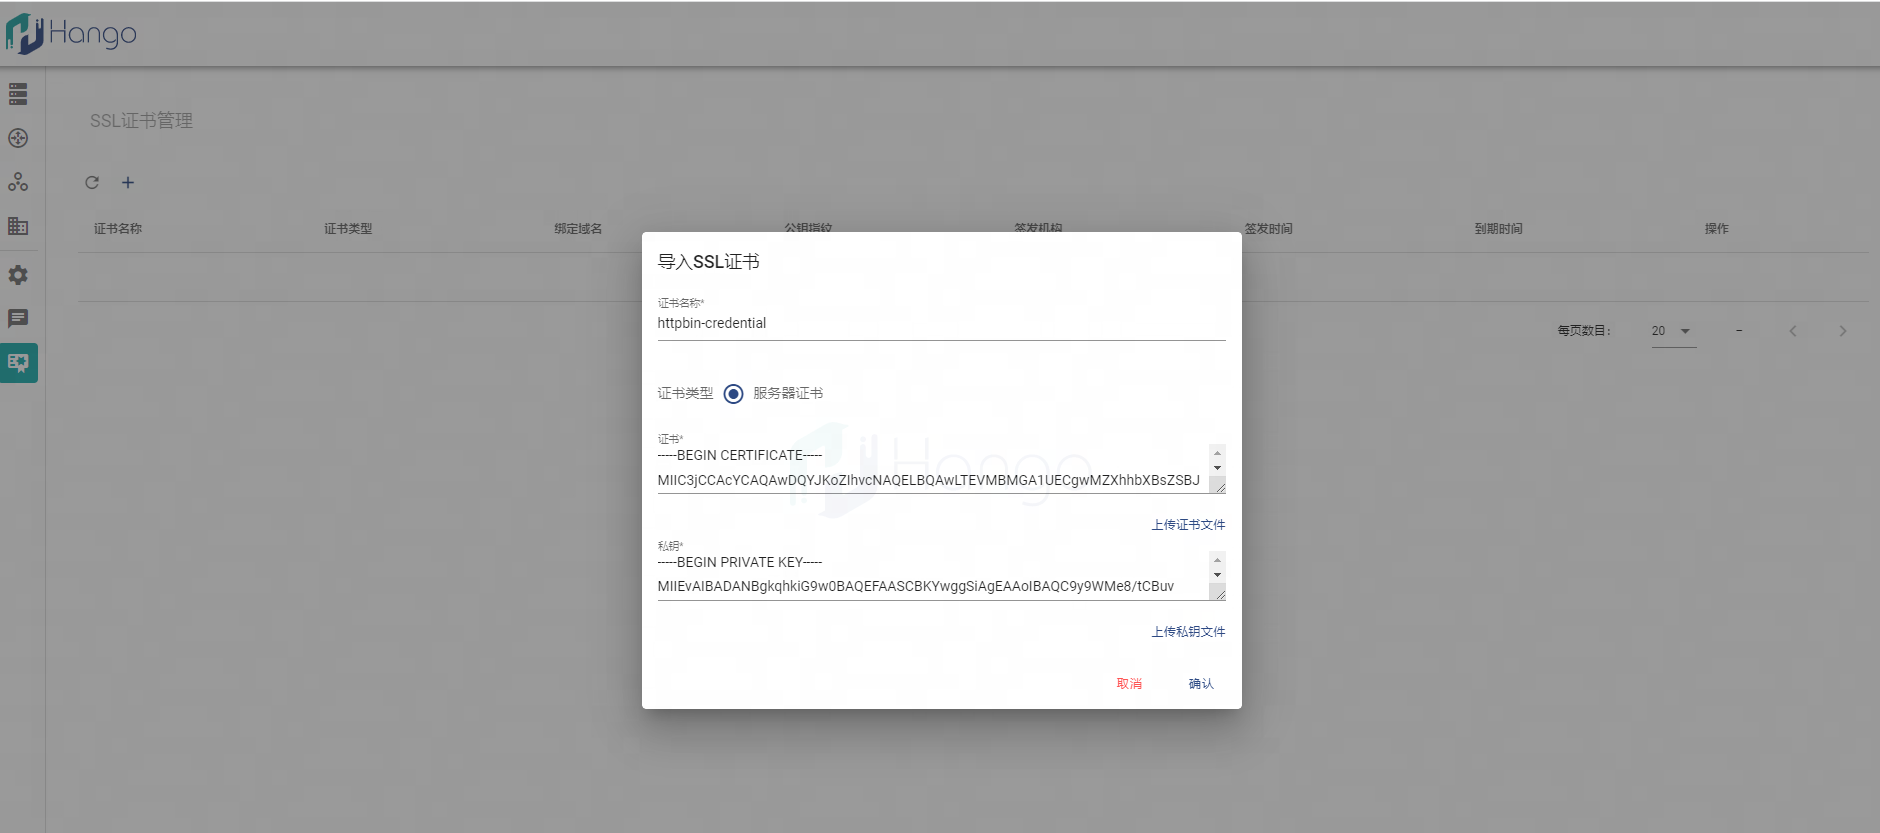 Hango
SSL证书管理
证书名称 证书类型 绑定域名 公钥指纹 签发机构 签发时间 到期时间 操作
每页数目: 20 –
导入SSL证书
证书名称*
httpbin-credential
证书类型 服务器证书
证书*
-----BEGIN CERTIFICATE-----
MIIC3jCCAcYCAQAwDQYJKoZIhvcNAQELBQAwLTEVMBMGA1UECgwMZXhhbXBsZSBJ
上传证书文件
私钥*
-----BEGIN PRIVATE KEY-----
MIIEvAIBADANBgkqhkiG9w0BAQEFAASCBKYwggSiAgEAAoIBAQC9y9WMe8/tCBuv
上传私钥文件
取消 确认
Hango